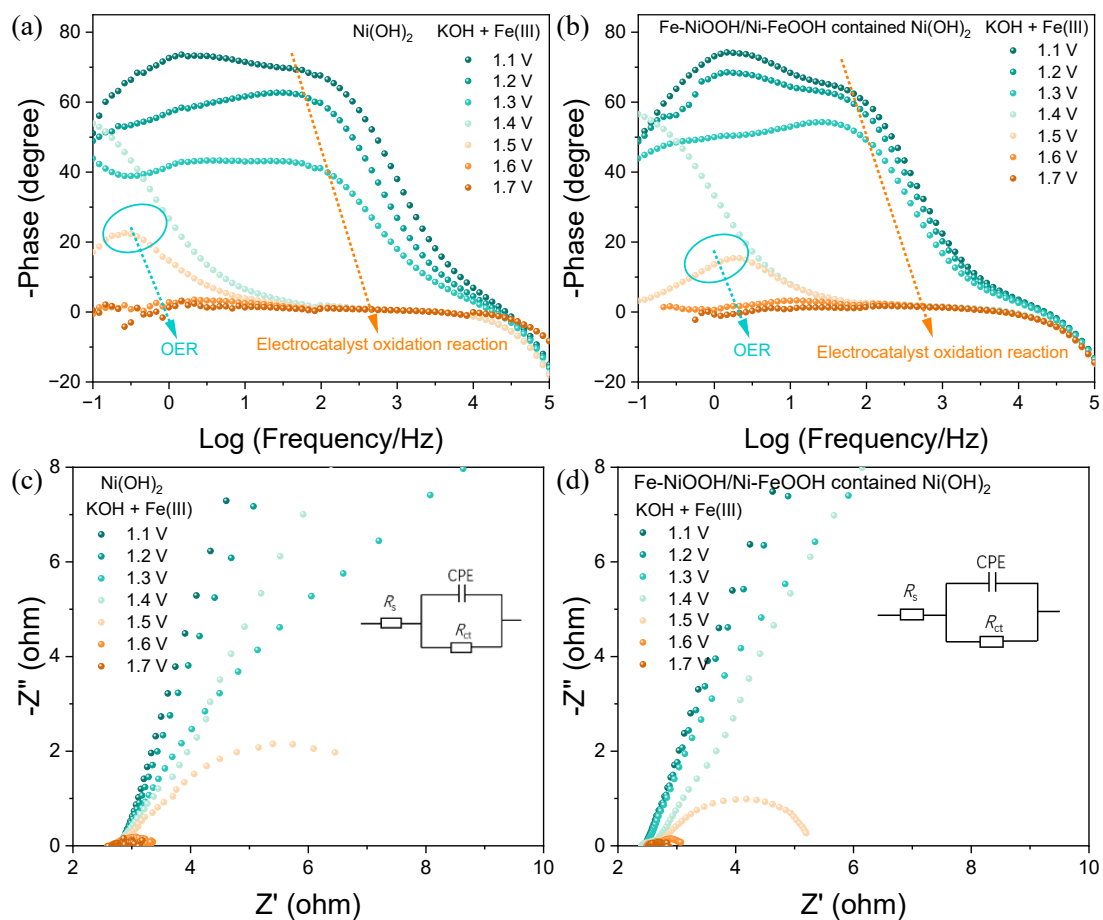 (a)
Ni(OH)₂ KOH + Fe(III)
1.1 V
1.2 V
1.3 V
1.4 V
1.5 V
1.6 V
1.7 V
OER
Electrocatalyst oxidation reaction
80
60
40
20
0
−20
−1 0 1 2 3 4 5
-Phase (degree)
Log (Frequency/Hz)
(b)
Fe-NiOOH/Ni-FeOOH contained Ni(OH)₂ KOH + Fe(III)
1.1 V
1.2 V
1.3 V
1.4 V
1.5 V
1.6 V
1.7 V
OER
Electrocatalyst oxidation reaction
80
60
40
20
0
−20
−1 0 1 2 3 4 5
-Phase (degree)
Log (Frequency/Hz)
(c)
Ni(OH)₂
KOH + Fe(III)
1.1 V
1.2 V
1.3 V
1.4 V
1.5 V
1.6 V
1.7 V
CPE
Rs
Rct
8
6
4
2
0
2 4 6 8 10
-Z" (ohm)
Z' (ohm)
(d)
Fe-NiOOH/Ni-FeOOH contained Ni(OH)₂
KOH + Fe(III)
1.1 V
1.2 V
1.3 V
1.4 V
1.5 V
1.6 V
1.7 V
CPE
Rs
Rct
8
6
4
2
0
2 4 6 8 10
-Z" (ohm)
Z' (ohm)